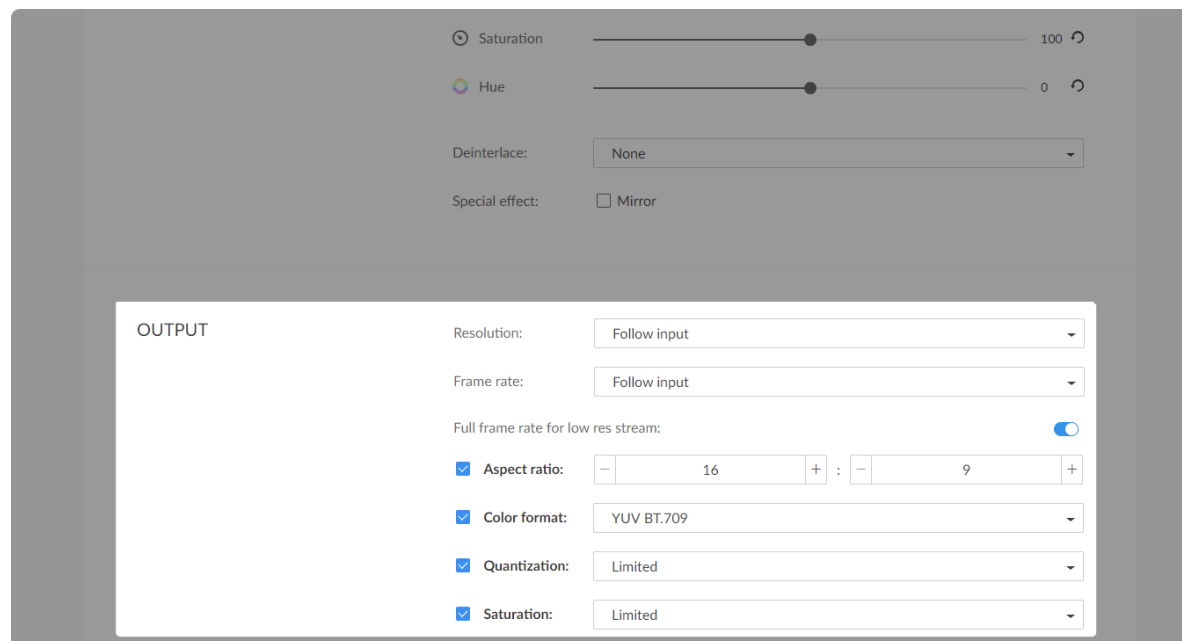 Saturation 100
Hue 0
Deinterlace: None
Special effect: Mirror
OUTPUT
Resolution: Follow input
Frame rate: Follow input
Full frame rate for low res stream:
Aspect ratio: − 16 + : − 9 +
Color format: YUV BT.709
Quantization: Limited
Saturation: Limited